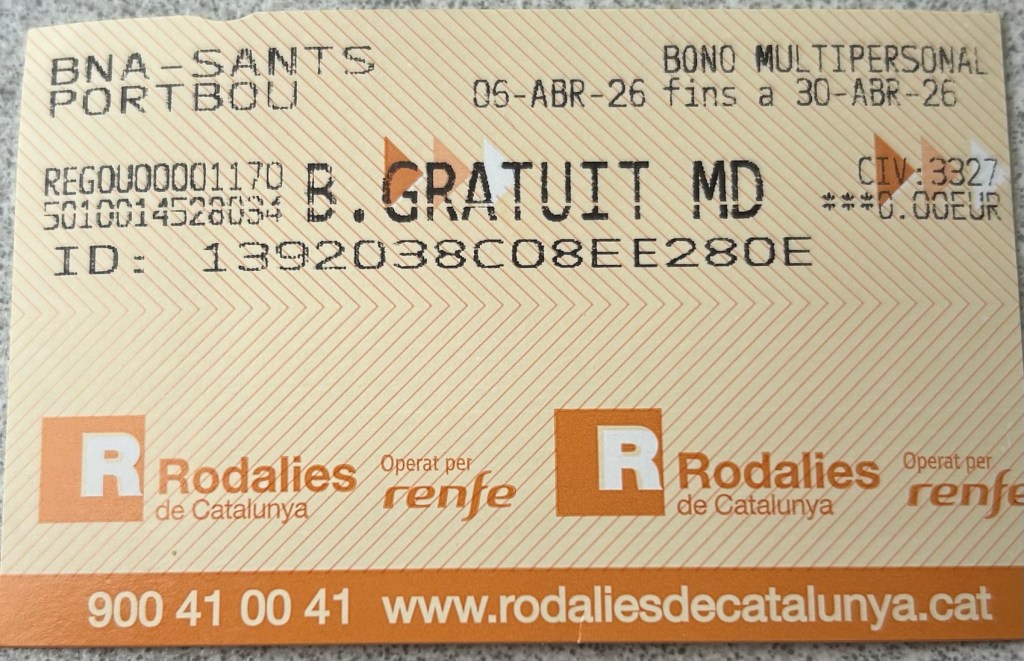 BNA-SANTS
BONO MULTIPERSONAL
PORTBOU
06-ABR-26 fins a 30-ABR-26
REGOU00001170
B.GRATUIT MD
CIV:3327
5010014528034
***0.00EUR
ID: 1392038C08EE280E
R Rodalies de Catalunya
Operat per renfe
R Rodalies de Catalunya
Operat per renfe
900 41 00 41 www.rodaliesdecatalunya.cat